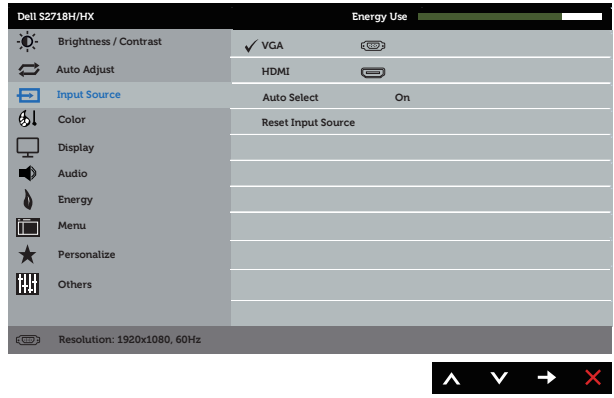 Dell S2718H/HX Energy Use
Brightness / Contrast
Auto Adjust
Input Source
Color
Display
Audio
Energy
Menu
Personalize
Others
VGA
HDMI
Auto Select On
Reset Input Source
Resolution: 1920x1080, 60Hz